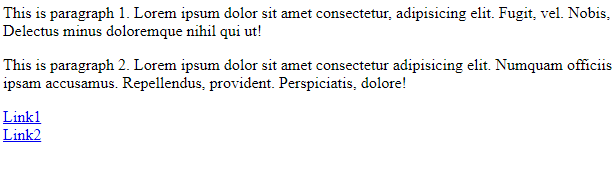 This is paragraph 1. Lorem ipsum dolor sit amet consectetur, adipisicing elit. Fugit, vel. Nobis,
Delectus minus doloremque nihil qui ut!
This is paragraph 2. Lorem ipsum dolor sit amet consectetur adipisicing elit. Numquam officiis
ipsam accusamus. Repellendus, provident. Perspiciatis, dolore!
Link1
Link2